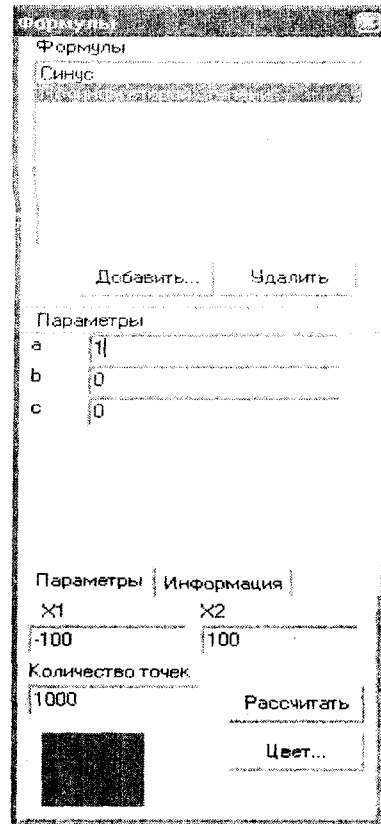 Формулы
Формулы
Синус
Добавить... Удалить
Параметры
a 1
b 0
c 0
Параметры Информация
X1 X2
-100 100
Количество точек
1000 Рассчитать
Цвет...